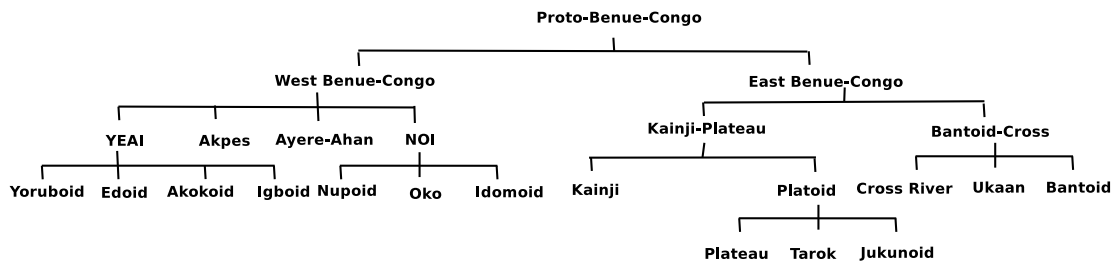 Proto-Benue-Congo
West Benue-Congo East Benue-Congo
YEAI Akpes Ayere-Ahan NOI Kainji-Plateau Bantoid-Cross
Yoruboid Edoid Akokoid Igboid Nupoid Oko Idomoid Kainji Platoid Cross River Ukaan Bantoid
Plateau Tarok Jukunoid